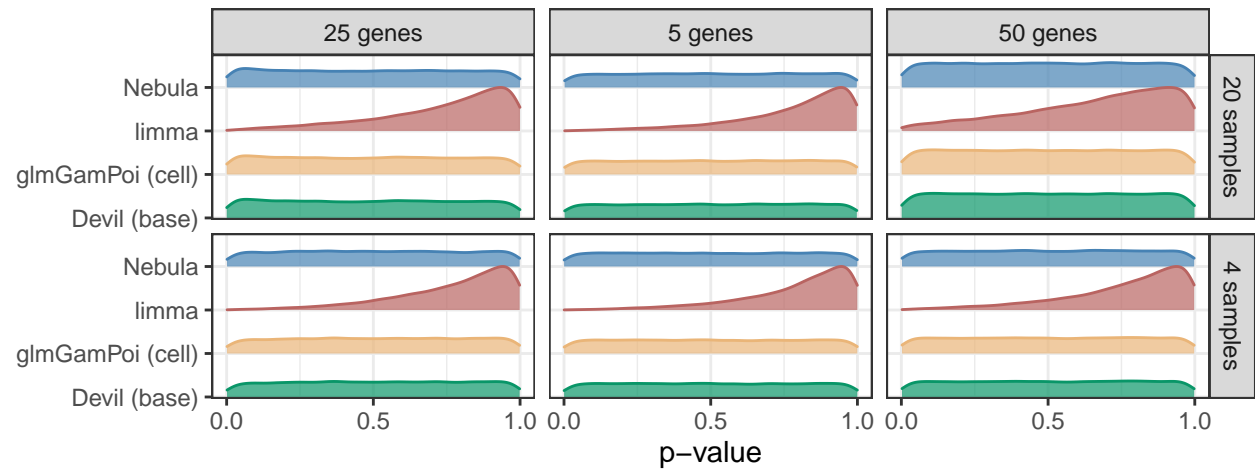 25 genes
5 genes
50 genes
Nebula
limma
glmGamPoi (cell)
Devil (base)
20 samples
Nebula
limma
glmGamPoi (cell)
Devil (base)
4 samples
0.0 0.5 1.0
0.0 0.5 1.0
0.0 0.5 1.0
p−value